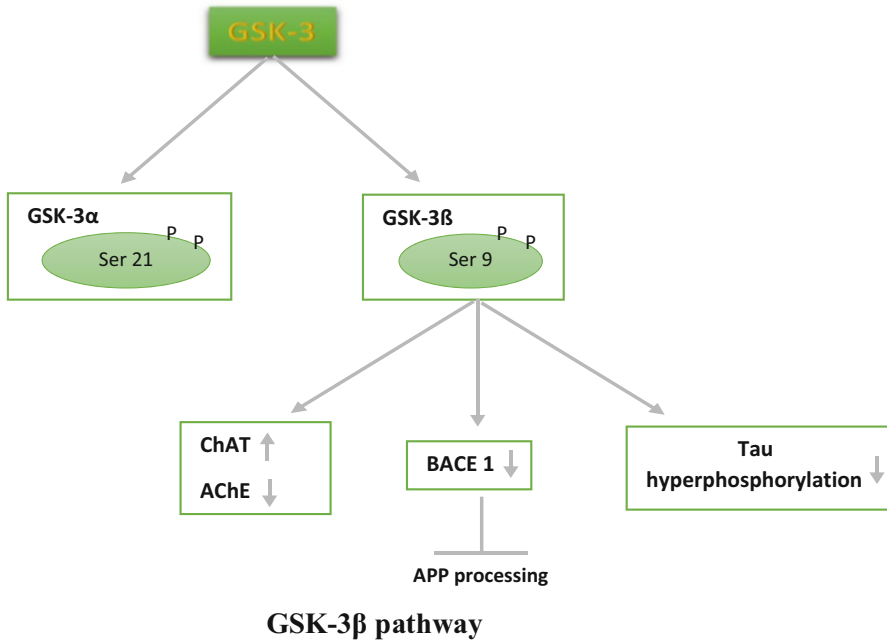 GSK-3
GSK-3α
P
P
Ser 21
GSK-3ß
P
P
Ser 9
ChAT
AChE
BACE 1
Tau
hyperphosphorylation
APP processing
GSK-3β pathway